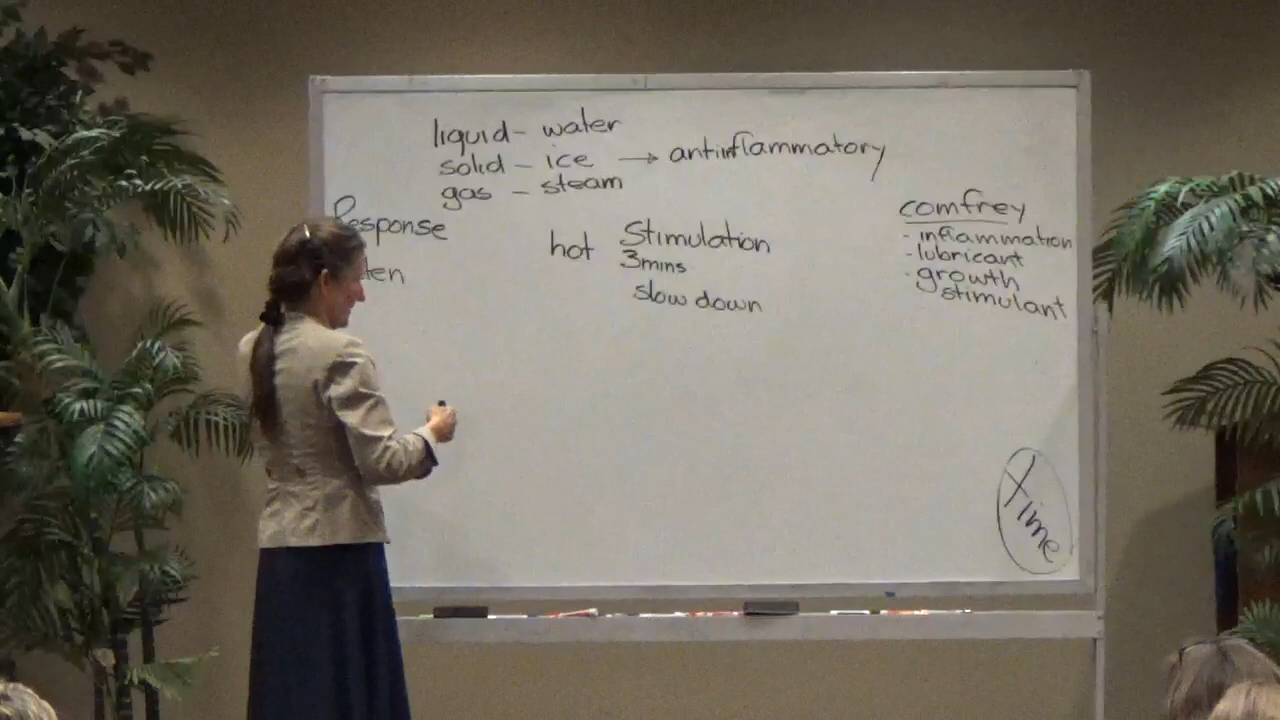 liquid - water
solid - ice → antiinflammatory
gas - steam
Response
hot Stimulation
3mins
slow down
comfrey
- inflammation
- lubricant
- growth
stimulant
time